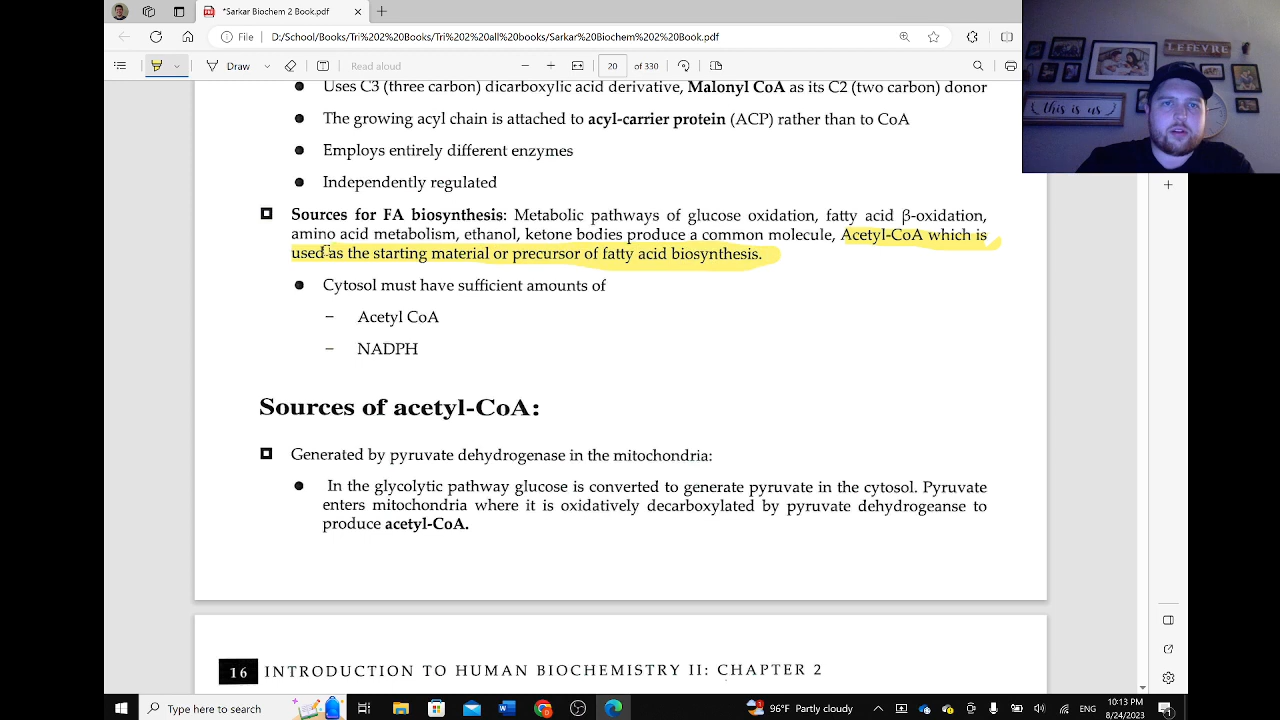 *Sarkar Biochem 2 Book.pdf
File D:/School/Books/Tri%202%20Books/Tri%202%20all%20books/Sarkar%20Biochem%202%20Book.pdf
Draw Read aloud 20 of 330
LEFEVRE
this is us
Uses C3 (three carbon) dicarboxylic acid derivative, Malonyl CoA as its C2 (two carbon) donor
The growing acyl chain is attached to acyl-carrier protein (ACP) rather than to CoA
Employs entirely different enzymes
Independently regulated
Sources for FA biosynthesis: Metabolic pathways of glucose oxidation, fatty acid β-oxidation,
amino acid metabolism, ethanol, ketone bodies produce a common molecule, Acetyl-CoA which is
used as the starting material or precursor of fatty acid biosynthesis.
Cytosol must have sufficient amounts of
– Acetyl CoA
– NADPH
Sources of acetyl-CoA:
Generated by pyruvate dehydrogenase in the mitochondria:
In the glycolytic pathway glucose is converted to generate pyruvate in the cytosol. Pyruvate
enters mitochondria where it is oxidatively decarboxylated by pyruvate dehydrogeanse to
produce acetyl-CoA.
16 INTRODUCTION TO HUMAN BIOCHEMISTRY II: CHAPTER 2
Type here to search
96°F Partly cloudy
10:13 PM
8/24/2023